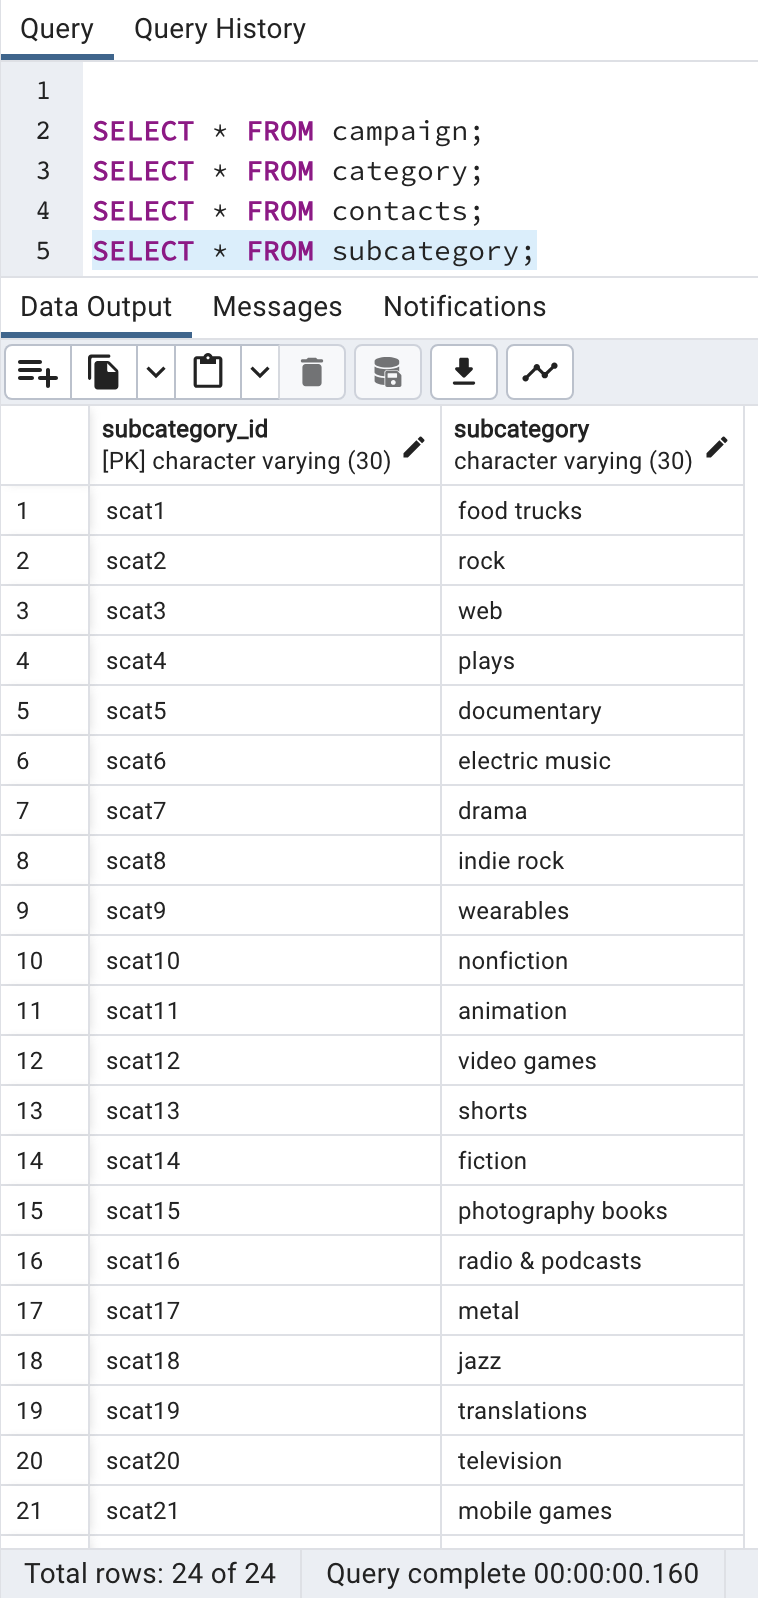 Query Query History
1
2 SELECT * FROM campaign;
3 SELECT * FROM category;
4 SELECT * FROM contacts;
5 SELECT * FROM subcategory;
Data Output Messages Notifications
subcategory_id subcategory
[PK] character varying (30) character varying (30)
1 scat1 food trucks
2 scat2 rock
3 scat3 web
4 scat4 plays
5 scat5 documentary
6 scat6 electric music
7 scat7 drama
8 scat8 indie rock
9 scat9 wearables
10 scat10 nonfiction
11 scat11 animation
12 scat12 video games
13 scat13 shorts
14 scat14 fiction
15 scat15 photography books
16 scat16 radio & podcasts
17 scat17 metal
18 scat18 jazz
19 scat19 translations
20 scat20 television
21 scat21 mobile games
Total rows: 24 of 24 Query complete 00:00:00.160